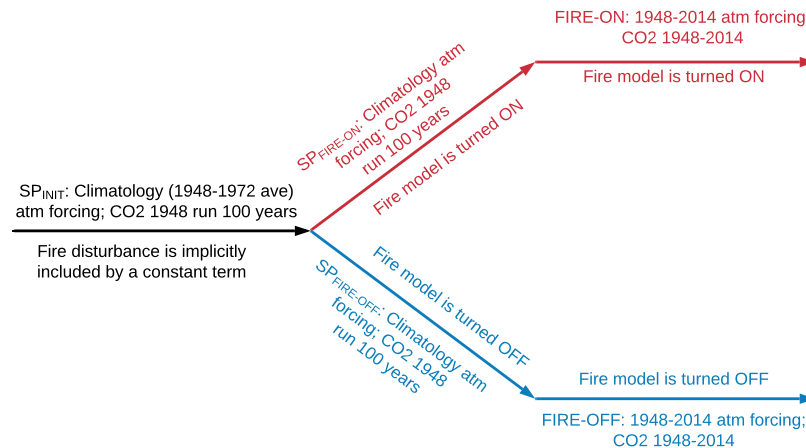 FIRE-ON: 1948-2014 atm forcing
CO2 1948-2014
Fire model is turned ON
SPFIRE-ON: Climatology atm
forcing; CO2 1948
run 100 years
Fire model is turned ON
SPINIT: Climatology (1948-1972 ave)
atm forcing; CO2 1948 run 100 years
Fire disturbance is implicitly
included by a constant term
Fire model is turned OFF
SPFIRE-OFF: Climatology atm
forcing; CO2 1948
run 100 years
Fire model is turned OFF
FIRE-OFF: 1948-2014 atm forcing;
CO2 1948-2014